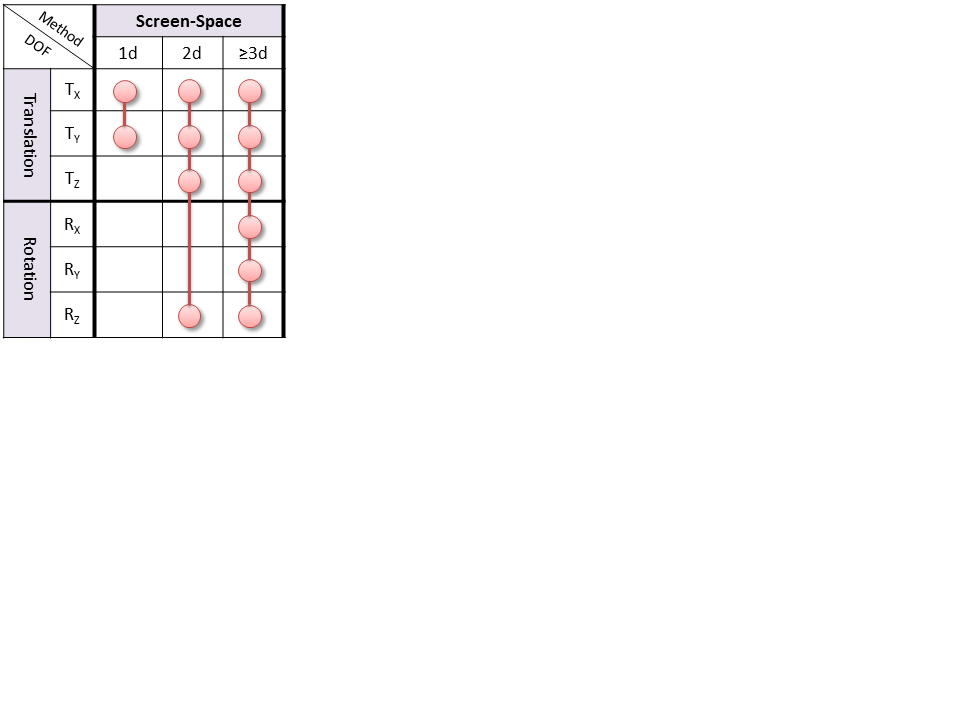 Method
DOF
Screen-Space
1d 2d ≥3d
Translation
TX
TY
TZ
Rotation
RX
RY
RZ